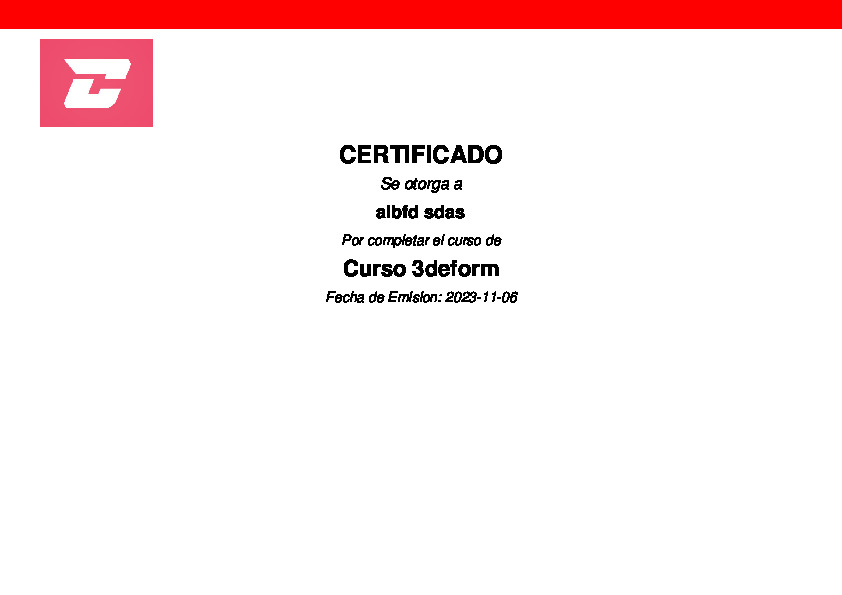 CERTIFICADO
Se otorga a
albfd sdas
Por completar el curso de
Curso 3deform
Fecha de Emision: 2023-11-06